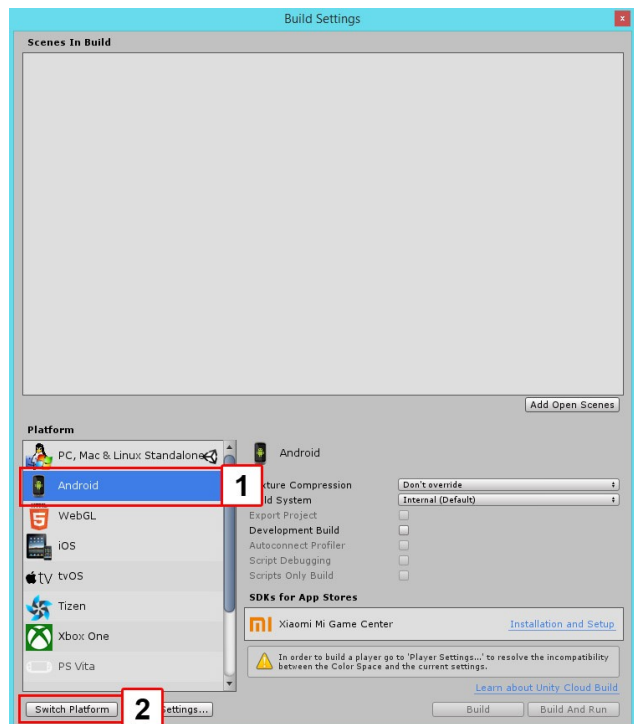 Build Settings
x
Scenes In Build
Add Open Scenes
Platform
PC, Mac & Linux Standalone
Android
WebGL
iOS
tv tvOS
Tizen
Xbox One
PS Vita
1
Android
xture Compression Don't override
ld System Internal (Default)
Export Project
Development Build
Autoconnect Profiler
Script Debugging
Scripts Only Build
SDKs for App Stores
Xiaomi Mi Game Center Installation and Setup
In order to build a player go to 'Player Settings...' to resolve the incompatibility
between the Color Space and the current settings.
Learn about Unity Cloud Build
Switch Platform 2 ettings... Build Build And Run